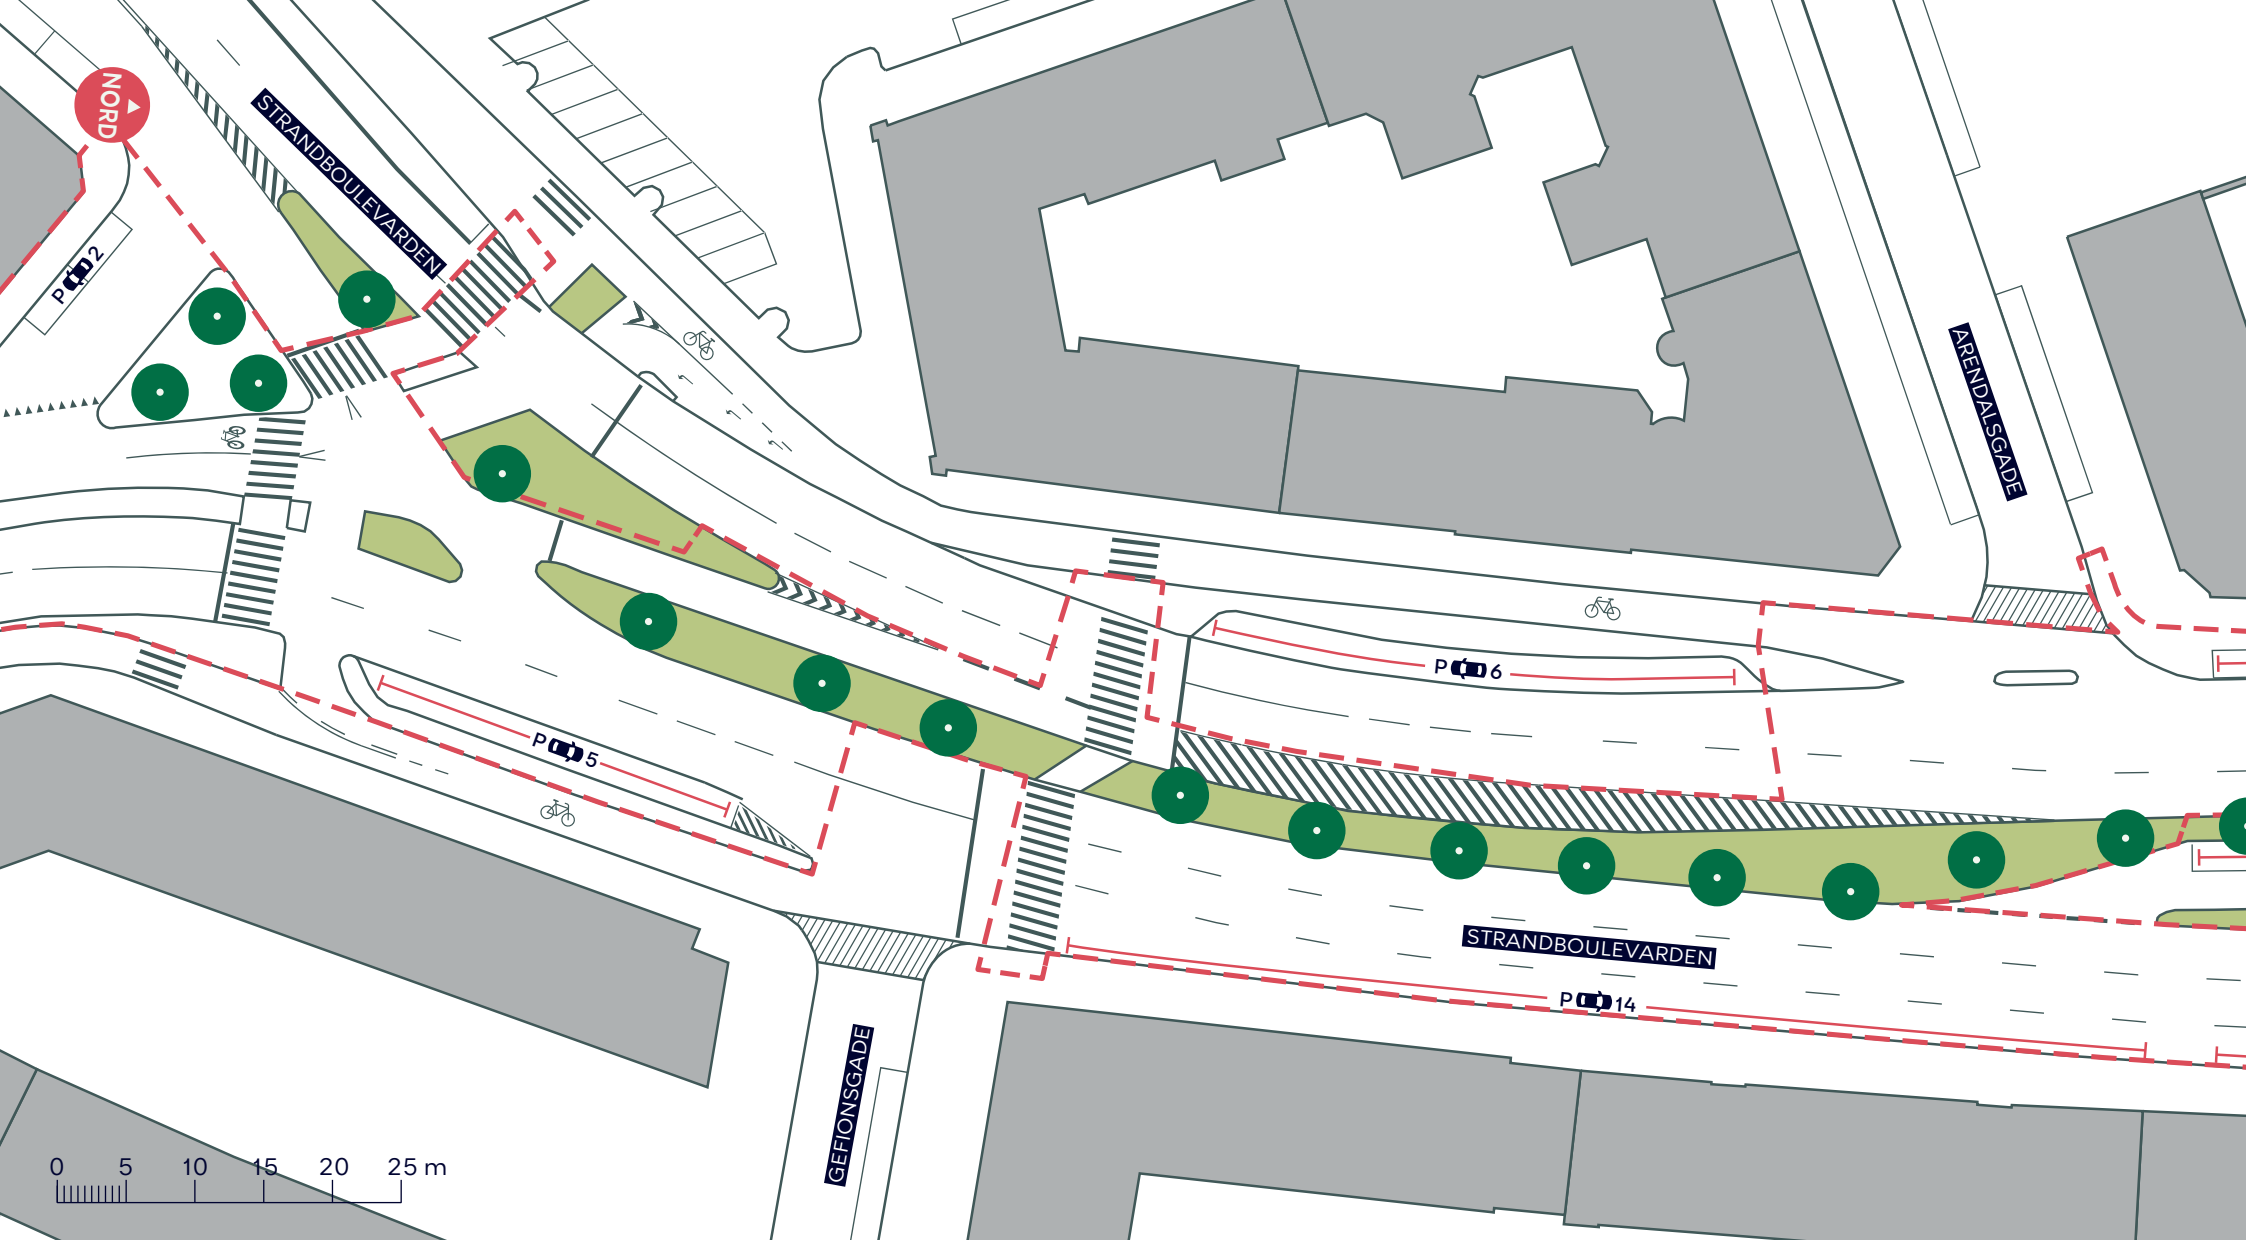 NORD
STRANDBOULEVARDEN
P 2
ARENDALSGADE
P 6
P 5
STRANDBOULEVARDEN
P 14
GEFIONSGADE
0 5 10 15 20 25 m